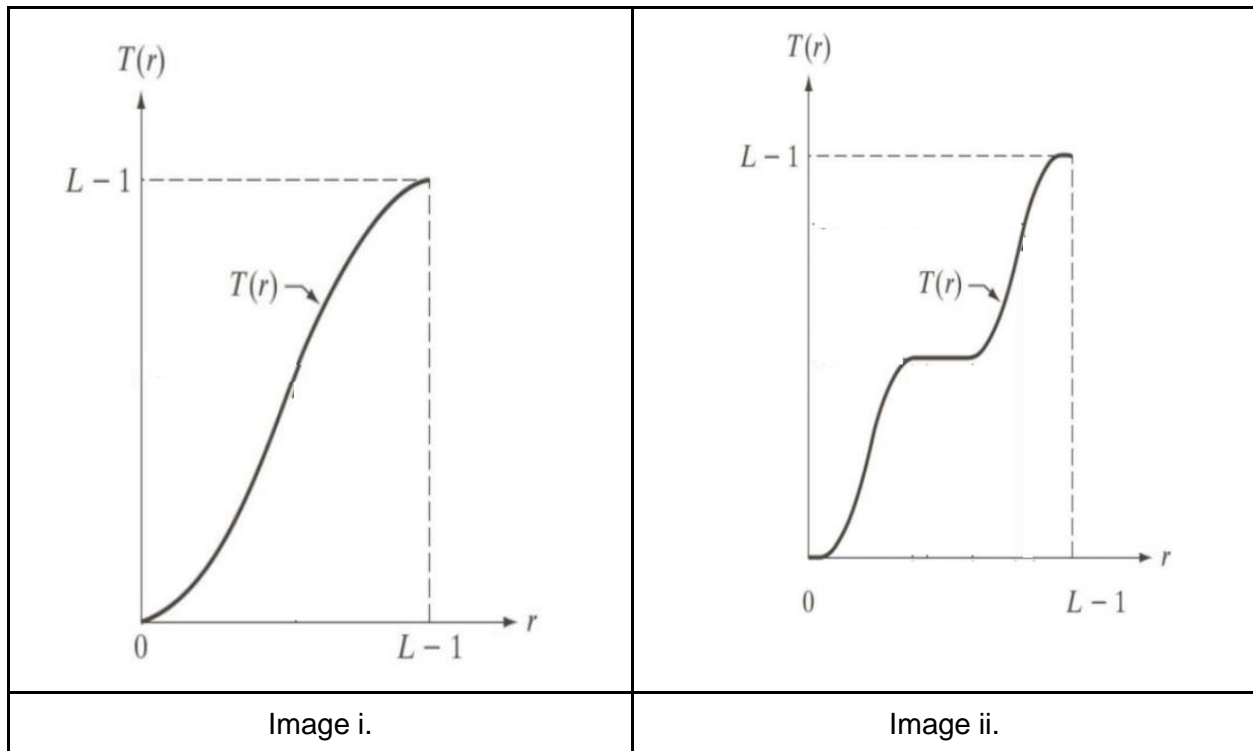 T(r)
L – 1
T(r)
0
L – 1
r
Image i.
T(r)
L – 1
T(r)
0
L – 1
r
Image ii.